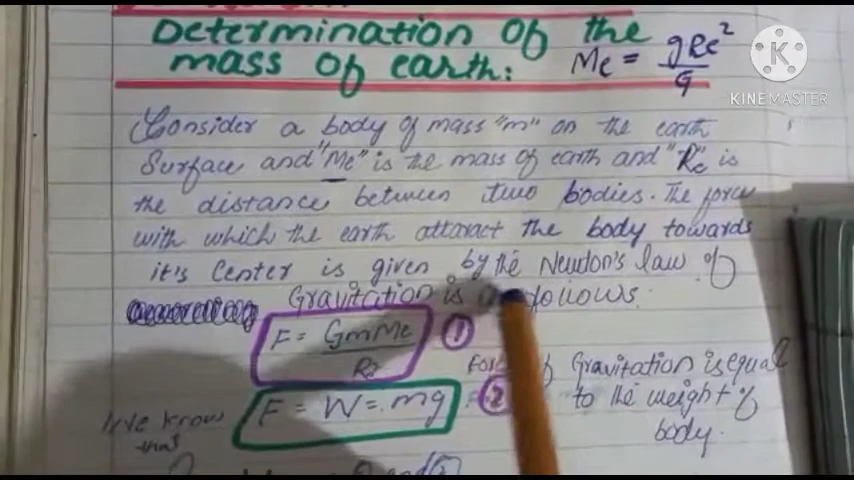 Determination of the
mass of earth:
Me = gRe²/G
K
KINEMASTER
Consider a body of mass "m" on the earth
Surface and "Me" is the mass of earth and "Re" is
the distance between two bodies. The force
with which the earth attaract the body towards
it's Center is given by the Newton's law of
Gravitation is follows.
F = GmMe/Re ①
Force of Gravitation is equal
F = W = mg ② to the weight of
body.
We know
that
and ②